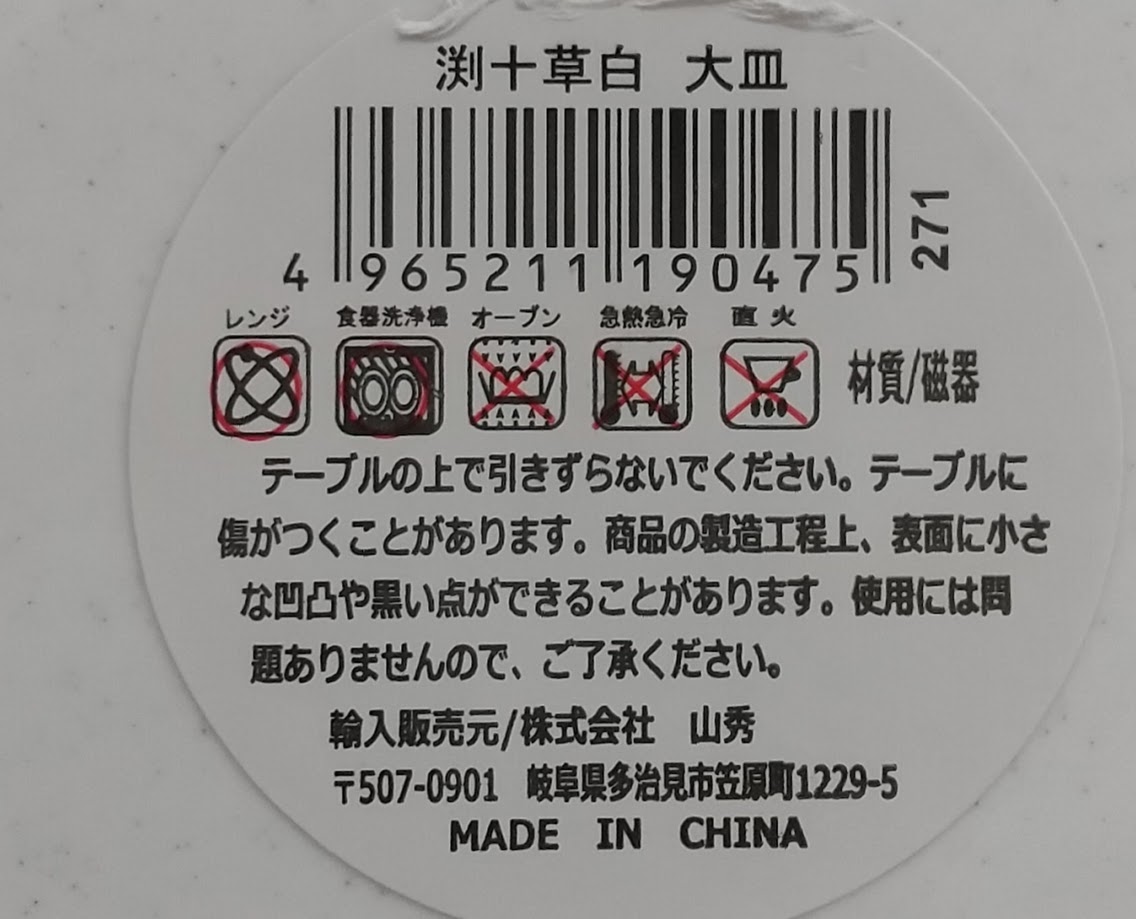 渕十草白 大皿
4 965211 190475
271
レンジ 食器洗浄機 オーブン 急熱急冷 直火
材質/磁器
テーブルの上で引きずらないでください。テーブルに
傷がつくことがあります。商品の製造工程上、表面に小さ
な凹凸や黒い点ができることがあります。使用には問
題ありませんので、ご了承ください。
輸入販売元/株式会社 山秀
〒507-0901 岐阜県多治見市笠原町1229-5
MADE IN CHINA